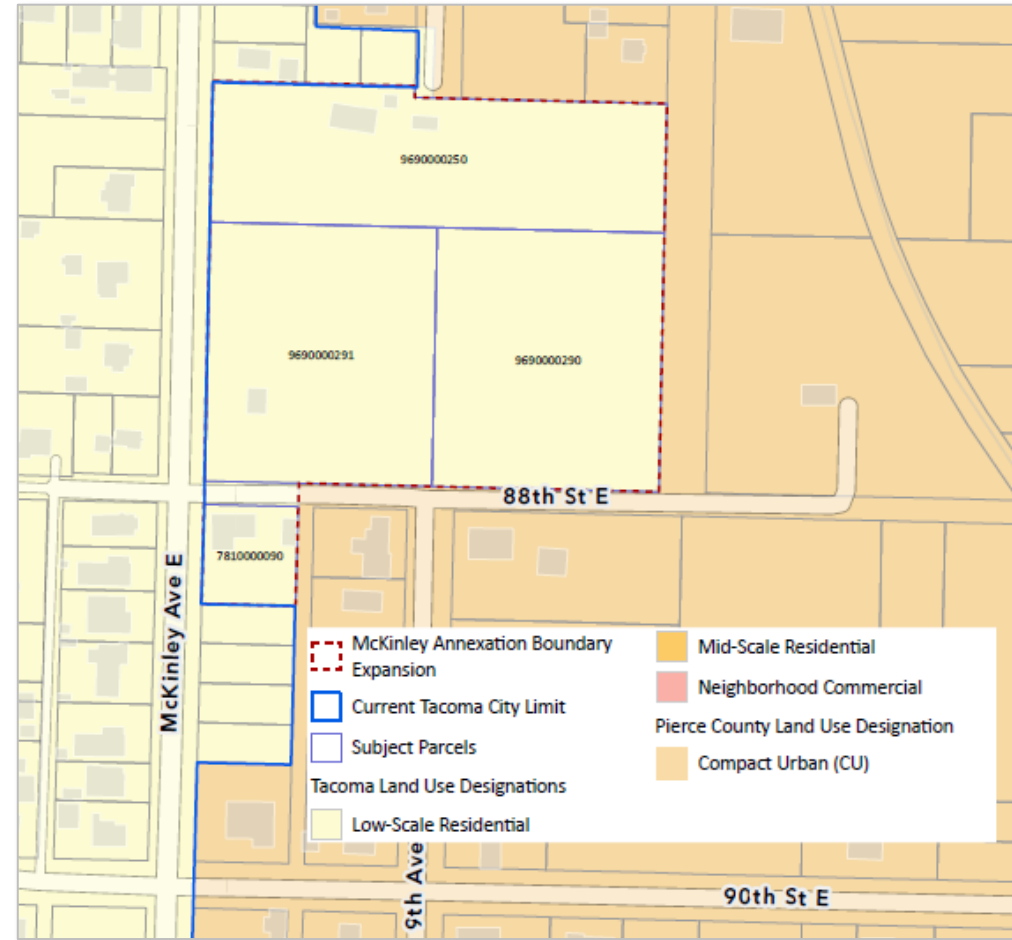 9690000250
9690000291
9690000290
88th St E
7810000090
McKinley Ave E
McKinley Annexation Boundary
Expansion
Current Tacoma City Limit
Subject Parcels
Tacoma Land Use Designations
Low-Scale Residential
Mid-Scale Residential
Neighborhood Commercial
Pierce County Land Use Designation
Compact Urban (CU)
9th Ave
90th St E